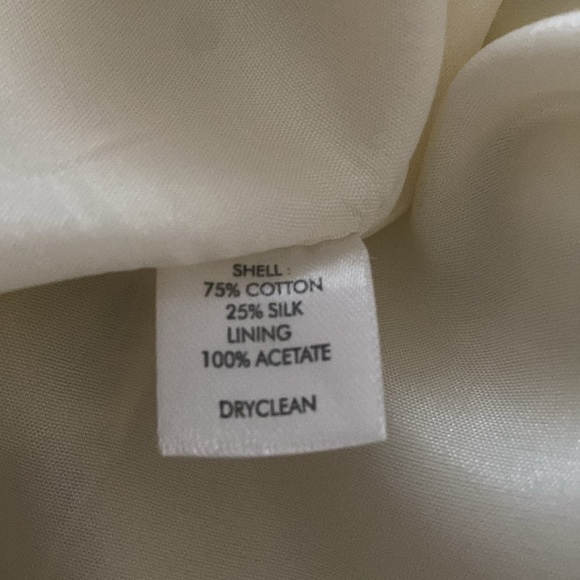 SHELL:
75% COTTON
25% SILK
LINING
100% ACETATE
DRYCLEAN